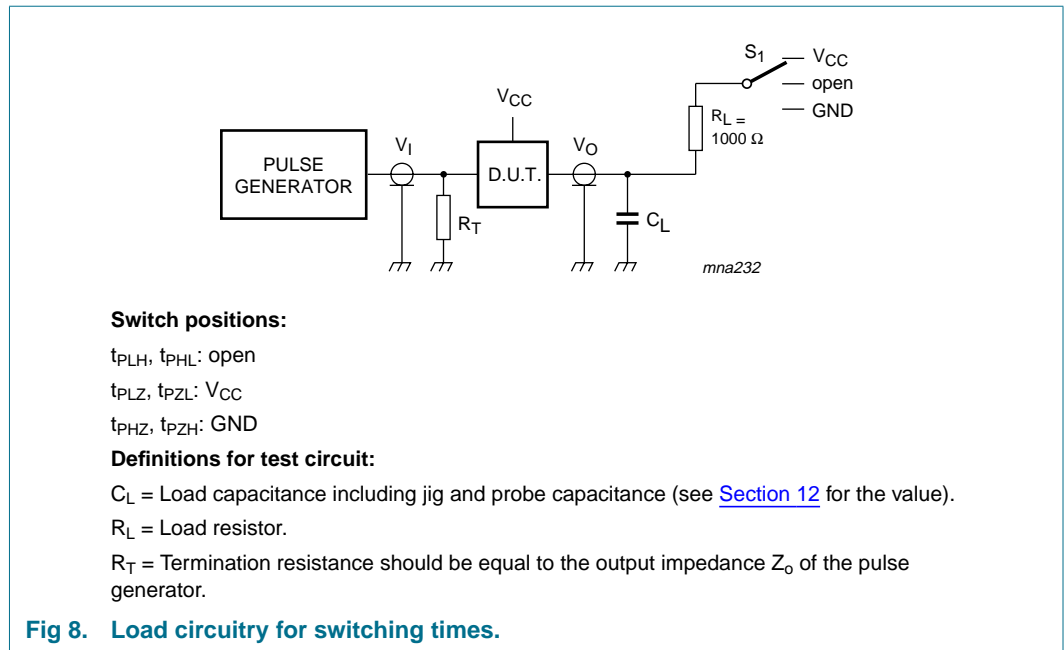 S1
VCC
open
GND
VCC
RL =
1000 Ω
PULSE
GENERATOR
VI
D.U.T.
VO
RT
CL
mna232
Switch positions:
tPLH, tPHL: open
tPLZ, tPZL: VCC
tPHZ, tPZH: GND
Definitions for test circuit:
CL = Load capacitance including jig and probe capacitance (see Section 12 for the value).
RL = Load resistor.
RT = Termination resistance should be equal to the output impedance Zo of the pulse
generator.
Fig 8. Load circuitry for switching times.